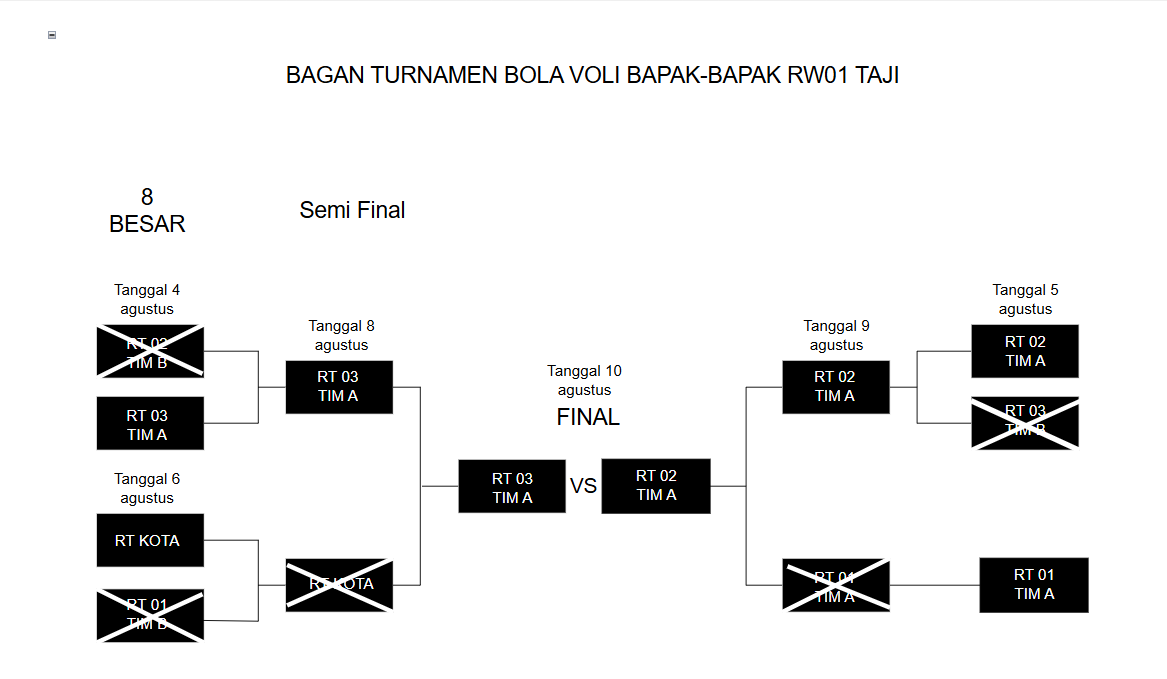 BAGAN TURNAMEN BOLA VOLI BAPAK-BAPAK RW01 TAJI
8
BESAR
Semi Final
Tanggal 4
agustus
RT 02
TIM B
RT 03
TIM A
Tanggal 6
agustus
RT KOTA
RT 01
TIM B
Tanggal 8
agustus
RT 03
TIM A
RT KOTA
Tanggal 10
agustus
FINAL
RT 03
TIM A
VS
RT 02
TIM A
Tanggal 9
agustus
RT 02
TIM A
RT 01
TIM A
Tanggal 5
agustus
RT 02
TIM A
RT 03
TIM B
RT 01
TIM A